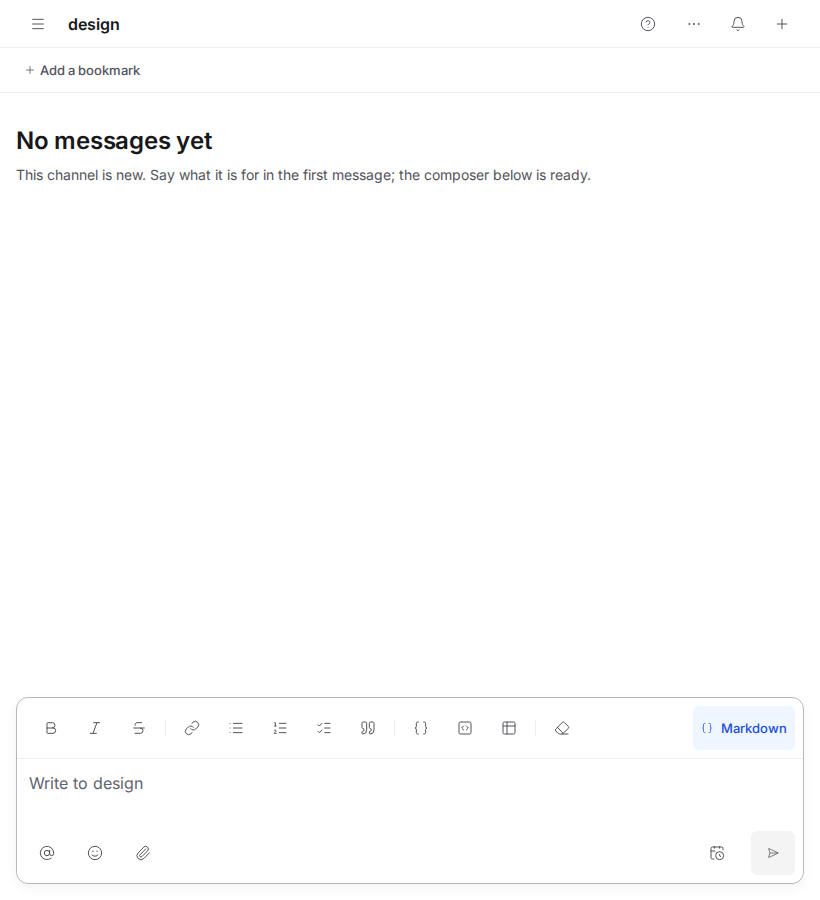 design
Add a bookmark
No messages yet
This channel is new. Say what it is for in the first message; the composer below is ready.
Markdown
Write to design